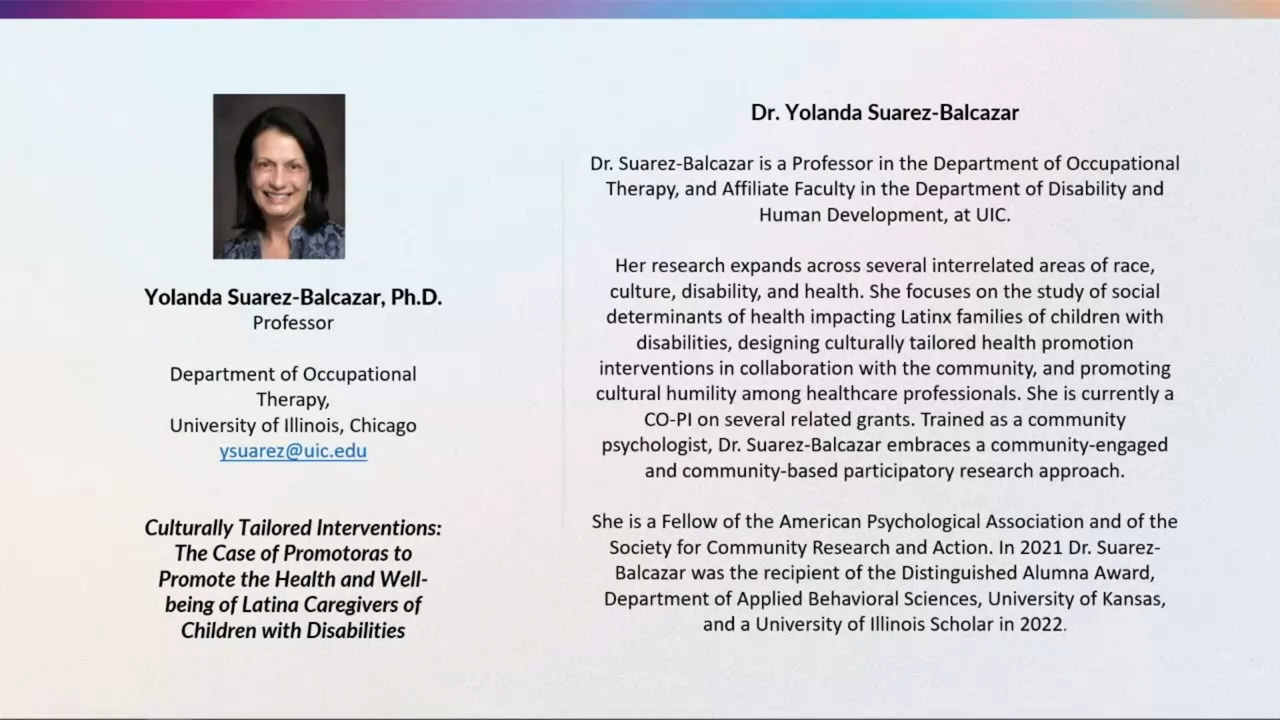 Yolanda Suarez-Balcazar, Ph.D.
Professor
Department of Occupational
Therapy,
University of Illinois, Chicago
ysuarez@uic.edu
Culturally Tailored Interventions:
The Case of Promotoras to
Promote the Health and Well-
being of Latina Caregivers of
Children with Disabilities
Dr. Yolanda Suarez-Balcazar
Dr. Suarez-Balcazar is a Professor in the Department of Occupational
Therapy, and Affiliate Faculty in the Department of Disability and
Human Development, at UIC.
Her research expands across several interrelated areas of race,
culture, disability, and health. She focuses on the study of social
determinants of health impacting Latinx families of children with
disabilities, designing culturally tailored health promotion
interventions in collaboration with the community, and promoting
cultural humility among healthcare professionals. She is currently a
CO-PI on several related grants. Trained as a community
psychologist, Dr. Suarez-Balcazar embraces a community-engaged
and community-based participatory research approach.
She is a Fellow of the American Psychological Association and of the
Society for Community Research and Action. In 2021 Dr. Suarez-
Balcazar was the recipient of the Distinguished Alumna Award,
Department of Applied Behavioral Sciences, University of Kansas,
and a University of Illinois Scholar in 2022.